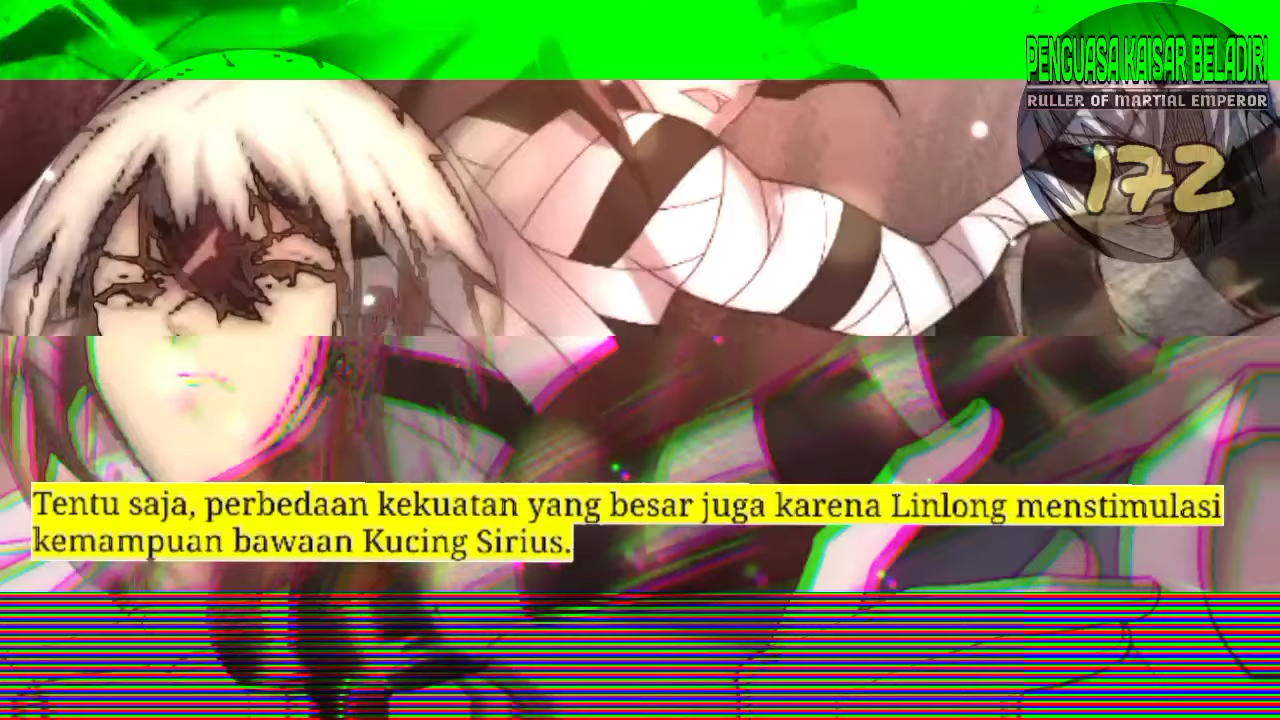 PENGUASA KAISAR BELADIRI
RULLER OF MARTIAL EMPEROR
172
Tentu saja, perbedaan kekuatan yang besar juga karena Linlong menstimulasi
kemampuan bawaan Kucing Sirius.